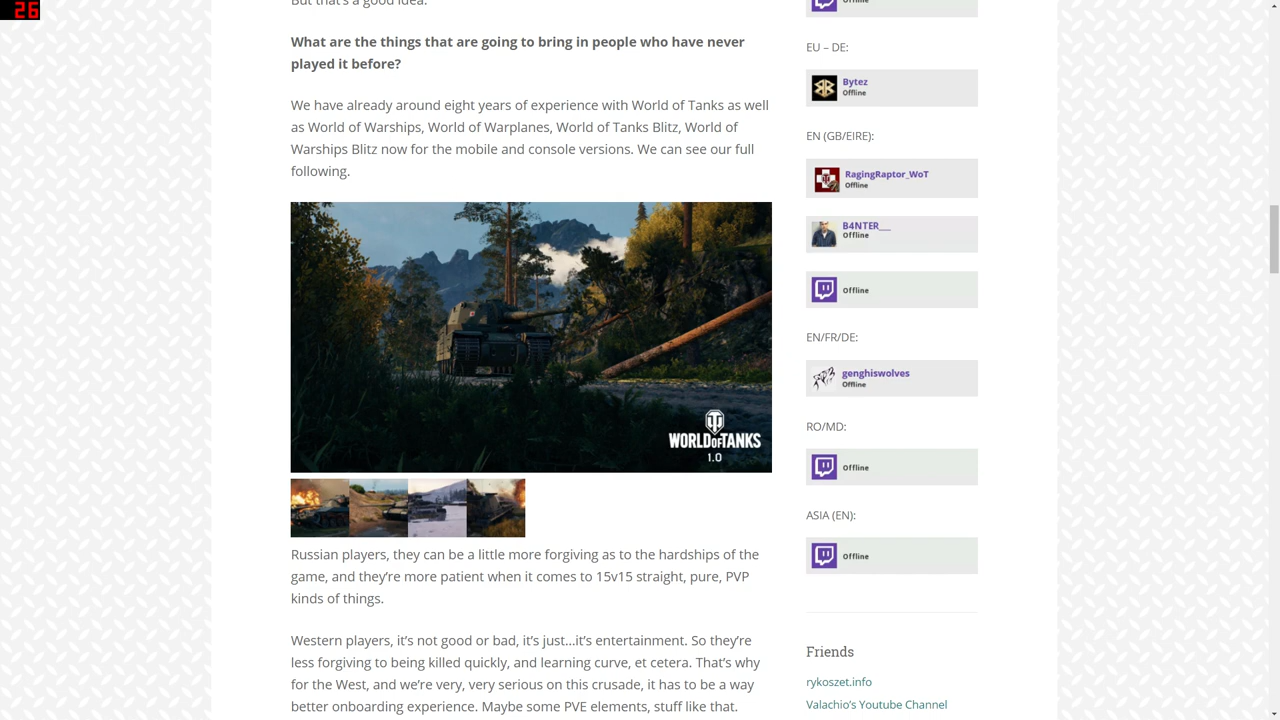 26
But that's a good idea.
What are the things that are going to bring in people who have never
played it before?
We have already around eight years of experience with World of Tanks as well
as World of Warships, World of Warplanes, World of Tanks Blitz, World of
Warships Blitz now for the mobile and console versions. We can see our full
following.
WORLD OF TANKS
1.0
Russian players, they can be a little more forgiving as to the hardships of the
game, and they're more patient when it comes to 15v15 straight, pure, PVP
kinds of things.
Western players, it's not good or bad, it's just...it's entertainment. So they're
less forgiving to being killed quickly, and learning curve, et cetera. That's why
for the West, and we're very, very serious on this crusade, it has to be a way
better onboarding experience. Maybe some PVE elements, stuff like that.
Offline
EU – DE:
Bytez
Offline
EN (GB/EIRE):
RagingRaptor_WoT
Offline
B4NTER___
Offline
Offline
EN/FR/DE:
genghiswolves
Offline
RO/MD:
Offline
ASIA (EN):
Offline
Friends
rykoszet.info
Valachio's Youtube Channel